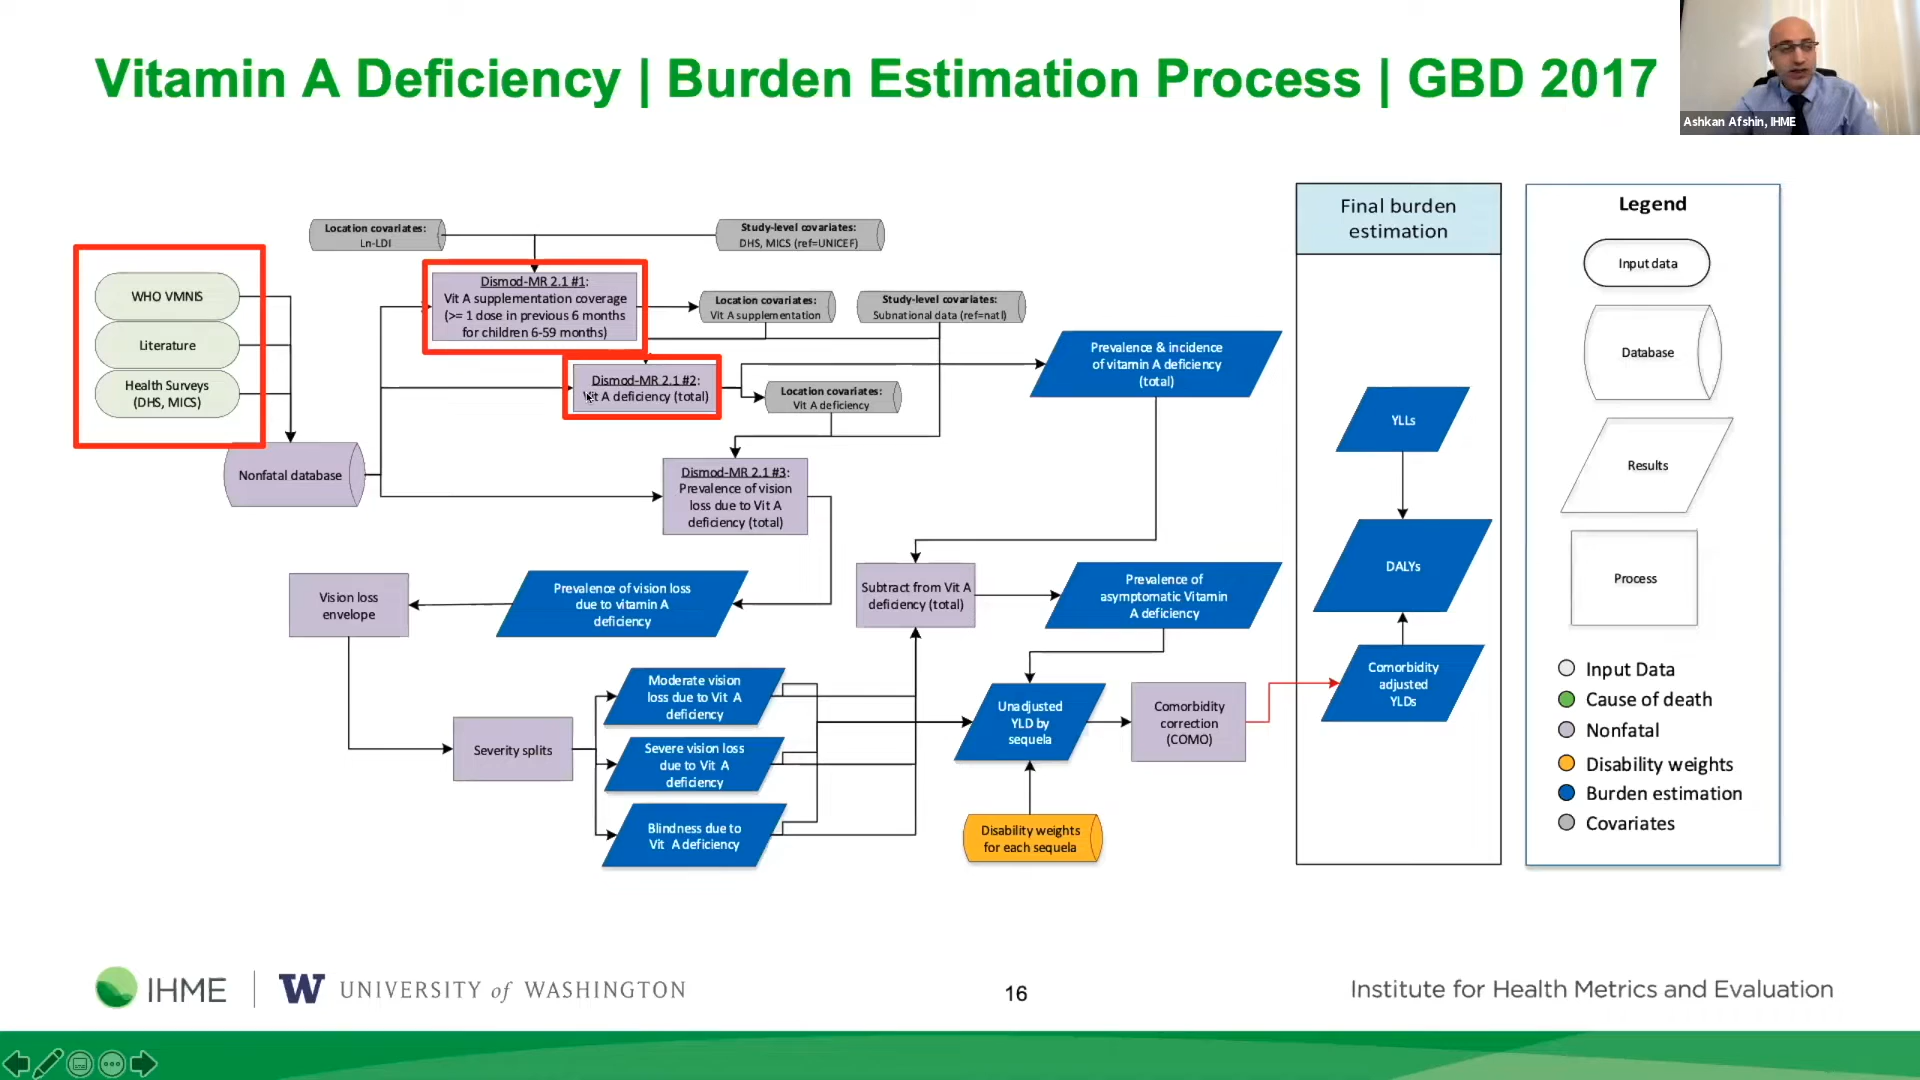 Vitamin A Deficiency | Burden Estimation Process | GBD 2017
Ashkan Afshin, IHME
Location covariates:
Ln-LDI
Study-level covariates:
DHS, MICS (ref=UNICEF)
WHO VMNIS
Literature
Health Surveys
(DHS, MICS)
Nonfatal database
Dismod-MR 2.1 #1:
Vit A supplementation coverage
(>= 1 dose in previous 6 months
for children 6-59 months)
Location covariates:
Vit A supplementation
Study-level covariates:
Subnational data (ref=natl)
Dismod-MR 2.1 #2:
Vit A deficiency (total)
Location covariates:
Vit A deficiency
Prevalence & incidence
of vitamin A deficiency
(total)
Dismod-MR 2.1 #3:
Prevalence of vision
loss due to Vit A
deficiency (total)
Vision loss
envelope
Prevalence of vision loss
due to vitamin A
deficiency
Subtract from Vit A
deficiency (total)
Prevalence of
asymptomatic Vitamin
A deficiency
Severity splits
Moderate vision
loss due to Vit A
deficiency
Severe vision loss
due to Vit A
deficiency
Blindness due to
Vit A deficiency
Unadjusted
YLD by
sequela
Comorbidity
correction
(COMO)
Disability weights
for each sequela
Final burden
estimation
YLLs
DALYs
Comorbidity
adjusted
YLDs
Legend
Input data
Database
Results
Process
Input Data
Cause of death
Nonfatal
Disability weights
Burden estimation
Covariates
IHME
W UNIVERSITY of WASHINGTON
16
Institute for Health Metrics and Evaluation